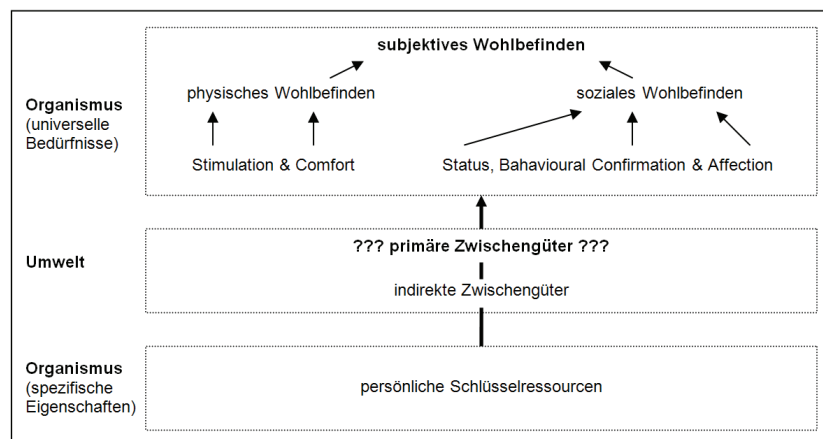 subjektives Wohlbefinden
physisches Wohlbefinden
soziales Wohlbefinden
Organismus
(universelle
Bedürfnisse)
Stimulation & Comfort
Status, Bahavioural Confirmation & Affection
??? primäre Zwischengüter ???
Umwelt
indirekte Zwischengüter
Organismus
(spezifische
Eigenschaften)
persönliche Schlüsselressourcen